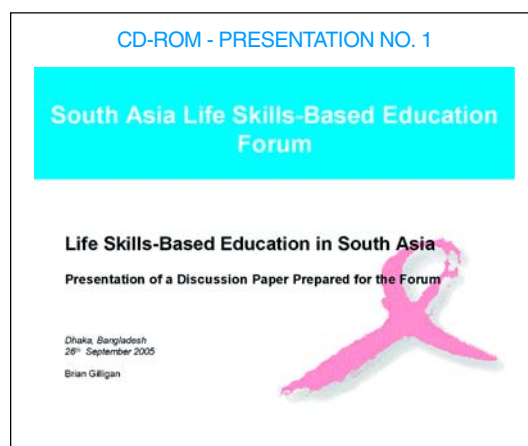 CD-ROM - PRESENTATION NO. 1
South Asia Life Skills-Based Education
Forum
Life Skills-Based Education in South Asia
Presentation of a Discussion Paper Prepared for the Forum
Dhaka, Bangladesh
26th September 2005
Brian Gilligan